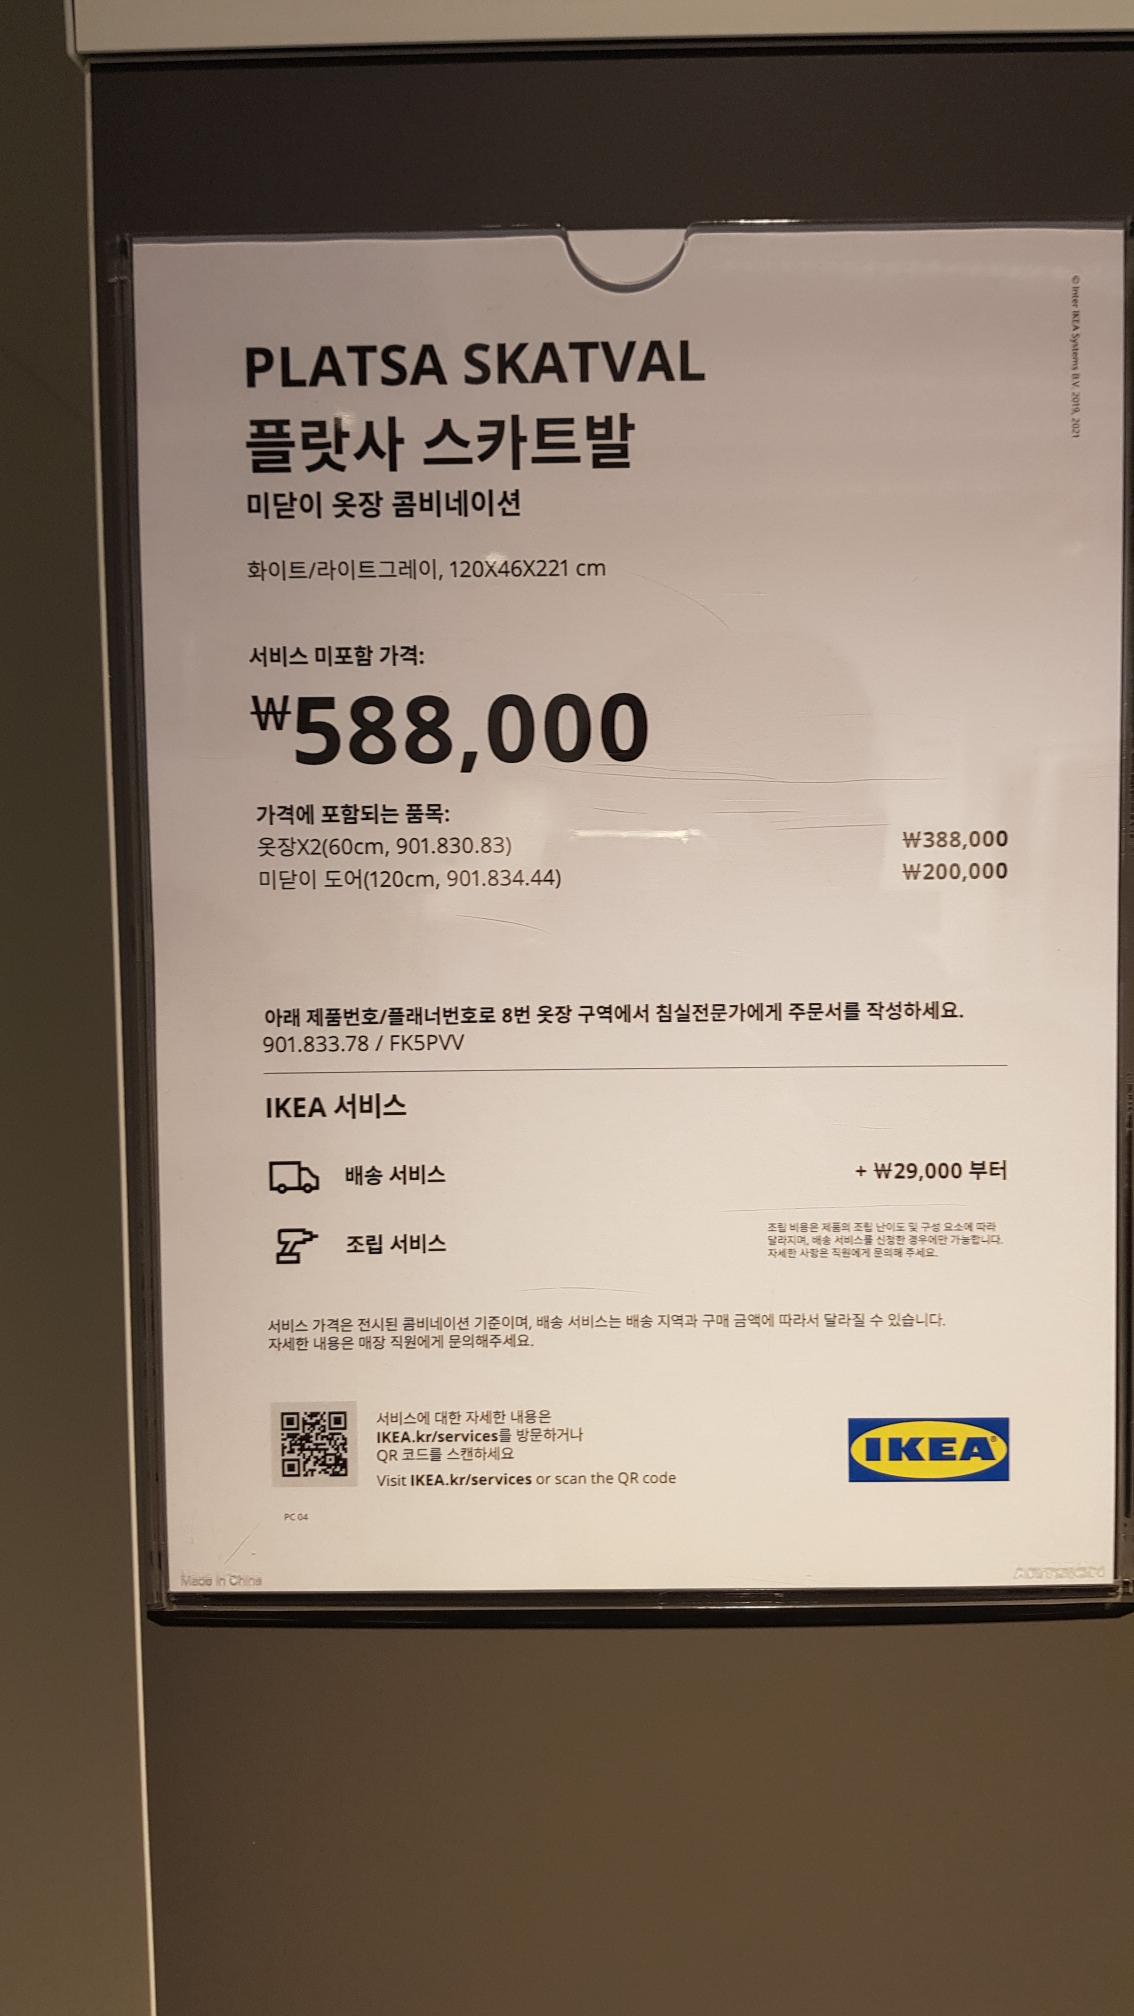 © Inter IKEA Systems B.V. 2019, 2021
PLATSA SKATVAL
플랏사 스카트발
미닫이 옷장 콤비네이션
화이트/라이트그레이, 120X46X221 cm
서비스 미포함 가격:
₩588,000
가격에 포함되는 품목:
옷장X2(60cm, 901.830.83) ₩388,000
미닫이 도어(120cm, 901.834.44) ₩200,000
아래 제품번호/플래너번호로 8번 옷장 구역에서 침실전문가에게 주문서를 작성하세요.
901.833.78 / FK5PVV
IKEA 서비스
배송 서비스 + ₩29,000 부터
조립 서비스
조립 비용은 제품의 조립 난이도 및 구성 요소에 따라
달라지며, 배송 서비스를 신청한 경우에만 가능합니다.
자세한 사항은 직원에게 문의해 주세요.
서비스 가격은 전시된 콤비네이션 기준이며, 배송 서비스는 배송 지역과 구매 금액에 따라서 달라질 수 있습니다.
자세한 내용은 매장 직원에게 문의해주세요.
서비스에 대한 자세한 내용은
IKEA.kr/services를 방문하거나
QR 코드를 스캔하세요
Visit IKEA.kr/services or scan the QR code
IKEA®
PC 04
Made in China